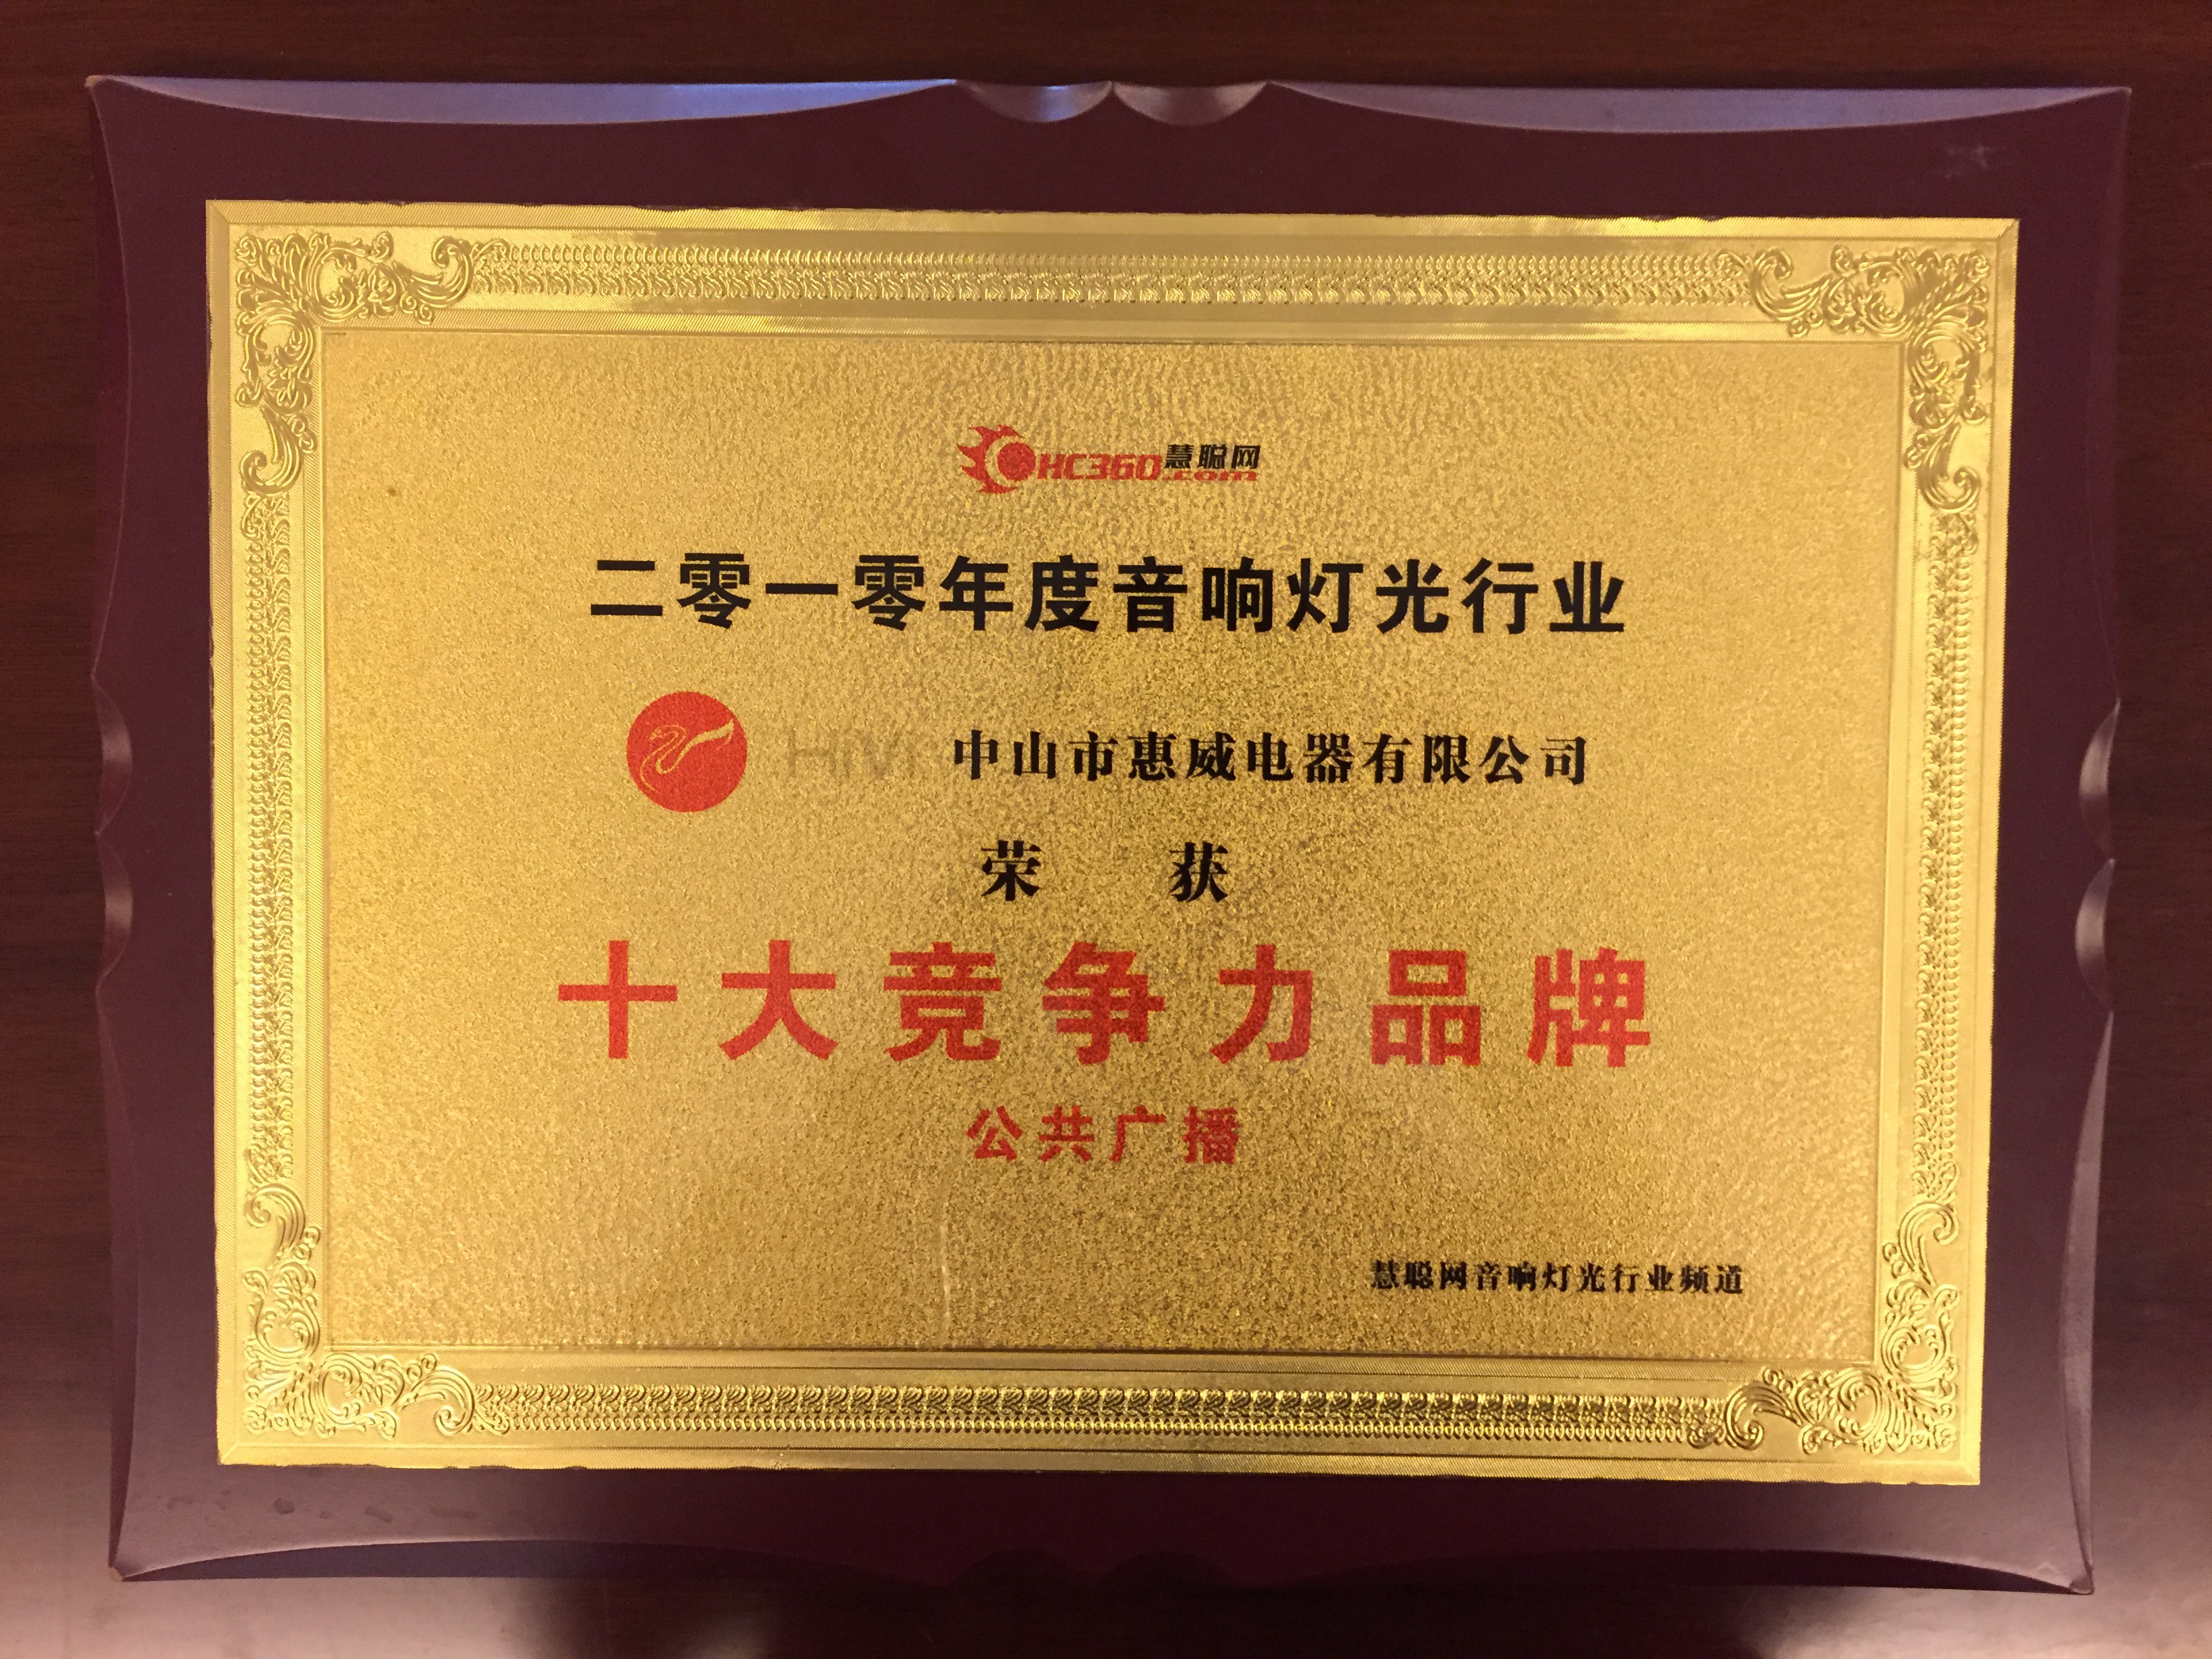 HC360慧聪网.com
二零一零年度音响灯光行业
HiVi 中山市惠威电器有限公司
荣 获
十大竞争力品牌
公共广播
慧聪网音响灯光行业频道